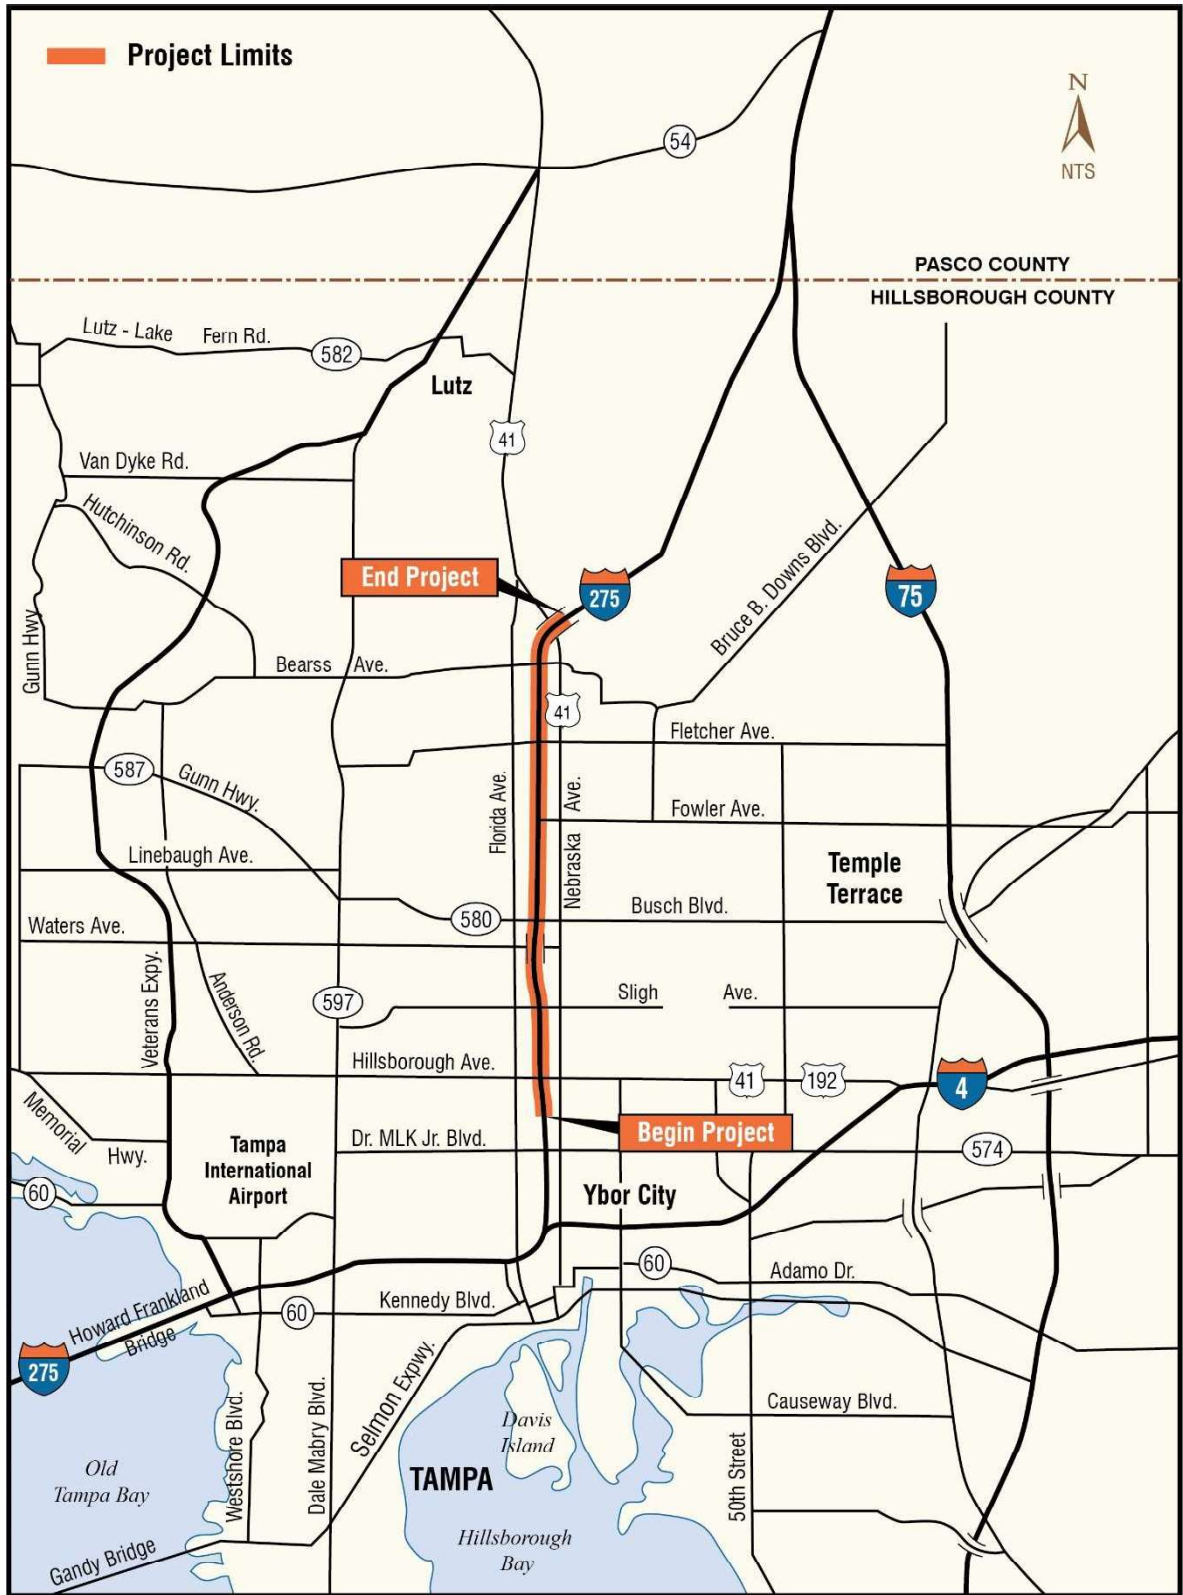 Project Limits
N
NTS
54
PASCO COUNTY
HILLSBOROUGH COUNTY
Lutz - Lake Fern Rd.
582
Lutz
41
Van Dyke Rd.
Hutchinson Rd.
End Project
275
75
Bruce B. Downs Blvd.
Gunn Hwy
Bearss Ave.
41
Fletcher Ave.
587
Gunn Hwy.
Florida Ave.
Nebraska Ave.
Fowler Ave.
Linebaugh Ave.
Temple
Terrace
580
Busch Blvd.
Waters Ave.
Veterans Expy.
Anderson Rd.
597
Sligh Ave.
Hillsborough Ave.
41
192
4
Memorial Hwy.
Begin Project
Dr. MLK Jr. Blvd.
574
Tampa
International
Airport
60
Ybor City
60
Adamo Dr.
Howard Frankland
Bridge
60
Kennedy Blvd.
275
Selmon Expwy.
Westshore Blvd.
Dale Mabry Blvd.
Davis
Island
Causeway Blvd.
50th Street
TAMPA
Old
Tampa Bay
Hillsborough
Bay
Gandy Bridge